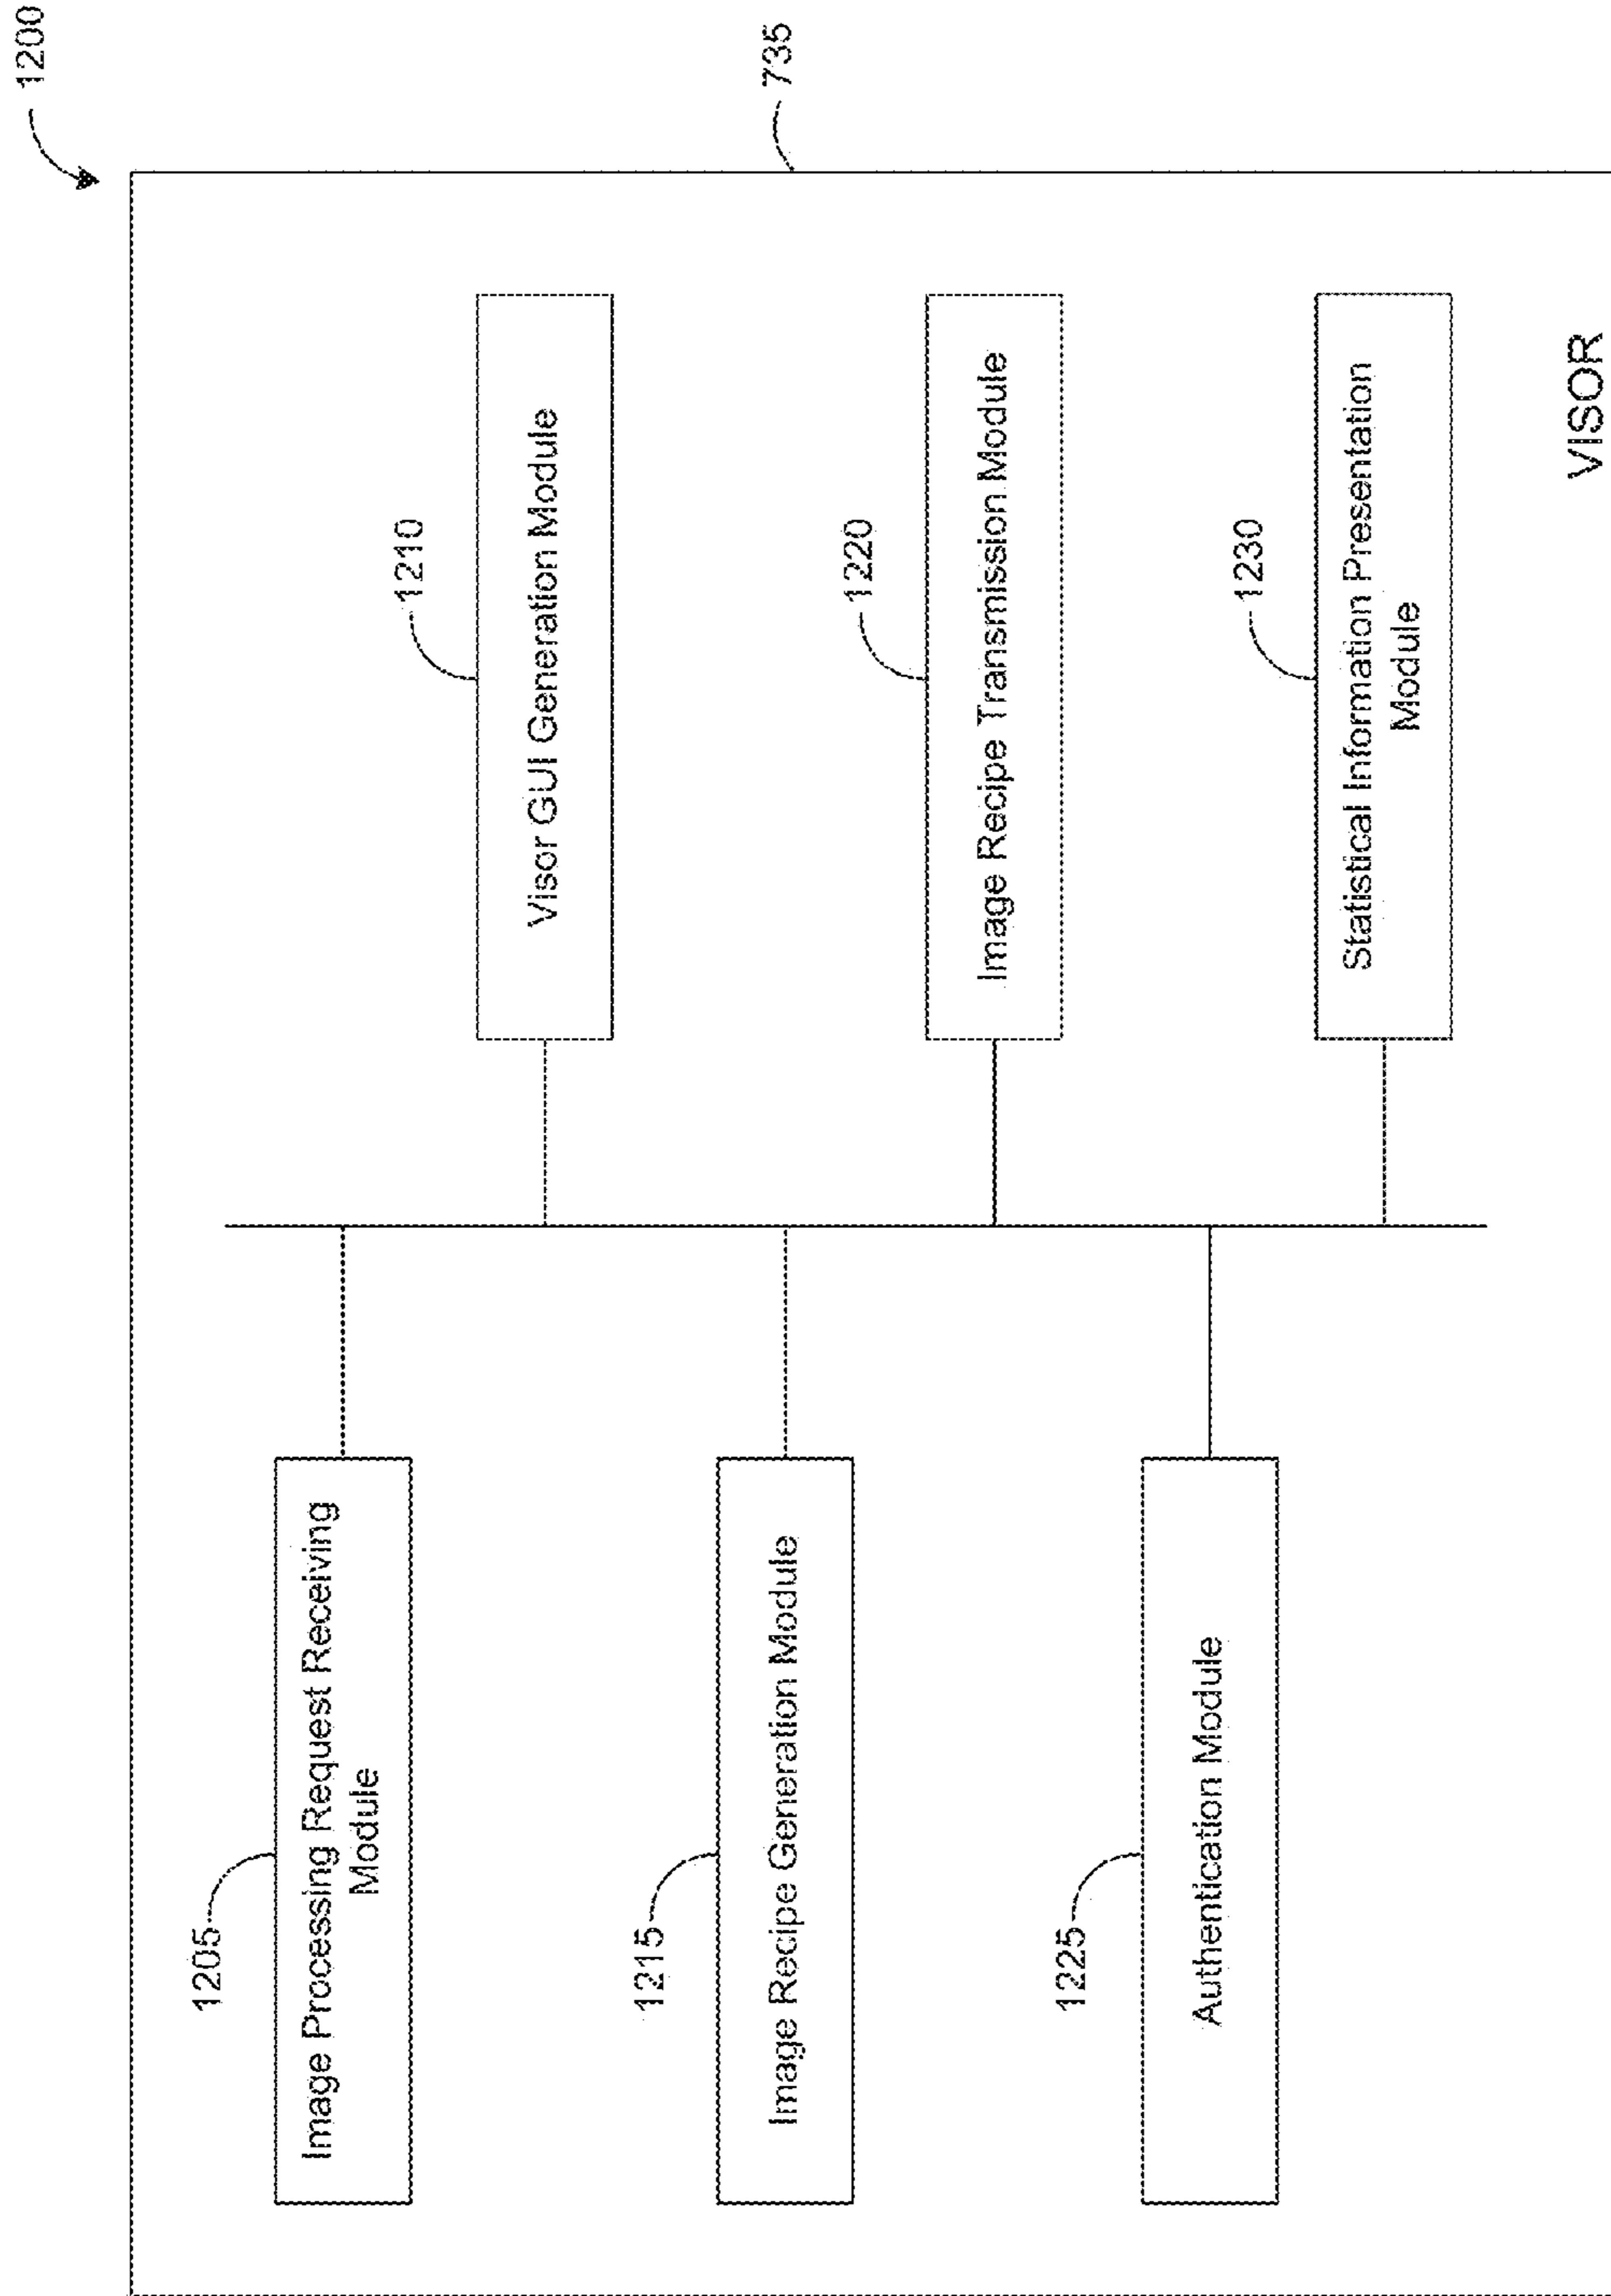 1200
735
1205
Image Processing Request Receiving
Module
1210
Visor GUI Generation Module
1215
Image Recipe Generation Module
1220
Image Recipe Transmission Module
1225
Authentication Module
1230
Statistical Information Presentation
Module
VISOR